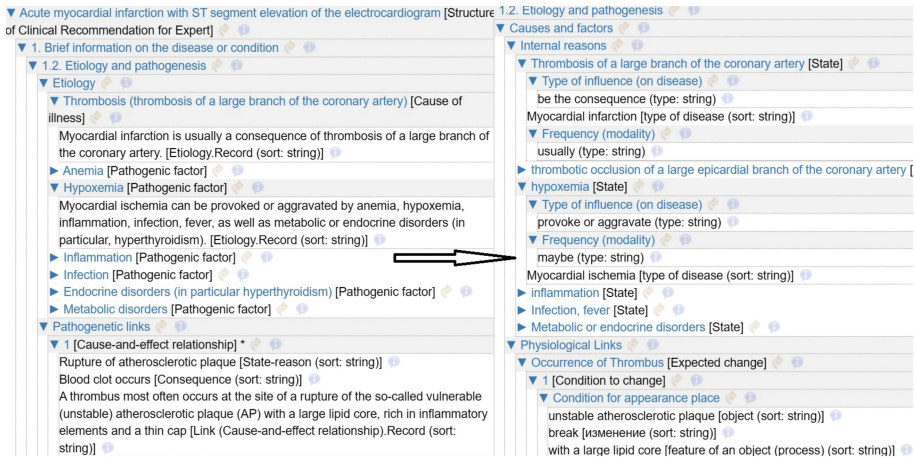 ▼ Acute myocardial infarction with ST segment elevation of the electrocardiogram [Structure
of Clinical Recommendation for Expert]
▼ 1. Brief information on the disease or condition
▼ 1.2. Etiology and pathogenesis
▼ Etiology
▼ Thrombosis (thrombosis of a large branch of the coronary artery) [Cause of
illness]
Myocardial infarction is usually a consequence of thrombosis of a large branch of
the coronary artery. [Etiology.Record (sort: string)]
► Anemia [Pathogenic factor]
▼ Hypoxemia [Pathogenic factor]
Myocardial ischemia can be provoked or aggravated by anemia, hypoxemia,
inflammation, infection, fever, as well as metabolic or endocrine disorders (in
particular, hyperthyroidism). [Etiology.Record (sort: string)]
► Inflammation [Pathogenic factor]
► Infection [Pathogenic factor]
► Endocrine disorders (in particular hyperthyroidism) [Pathogenic factor]
► Metabolic disorders [Pathogenic factor]
▼ Pathogenetic links
▼ 1 [Cause-and-effect relationship] *
Rupture of atherosclerotic plaque [State-reason (sort: string)]
Blood clot occurs [Consequence (sort: string)]
A thrombus most often occurs at the site of a rupture of the so-called vulnerable
(unstable) atherosclerotic plaque (AP) with a large lipid core, rich in inflammatory
elements and a thin cap [Link (Cause-and-effect relationship).Record (sort:
string)]
1.2. Etiology and pathogenesis
▼ Causes and factors
▼ Internal reasons
▼ Thrombosis of a large branch of the coronary artery [State]
▼ Type of influence (on disease)
be the consequence (type: string)
Myocardial infarction [type of disease (sort: string)]
▼ Frequency (modality)
usually (type: string)
► thrombotic occlusion of a large epicardial branch of the coronary artery [
▼ hypoxemia [State]
▼ Type of influence (on disease)
provoke or aggravate (type: string)
▼ Frequency (modality)
maybe (type: string)
Myocardial ischemia [type of disease (sort: string)]
► inflammation [State]
► Infection, fever [State]
► Metabolic or endocrine disorders [State]
▼ Physiological Links
▼ Occurrence of Thrombus [Expected change]
▼ 1 [Condition to change]
▼ Condition for appearance place
unstable atherosclerotic plaque [object (sort: string)]
break [изменение (sort: string)]
with a large lipid core [feature of an object (process) (sort: string)]